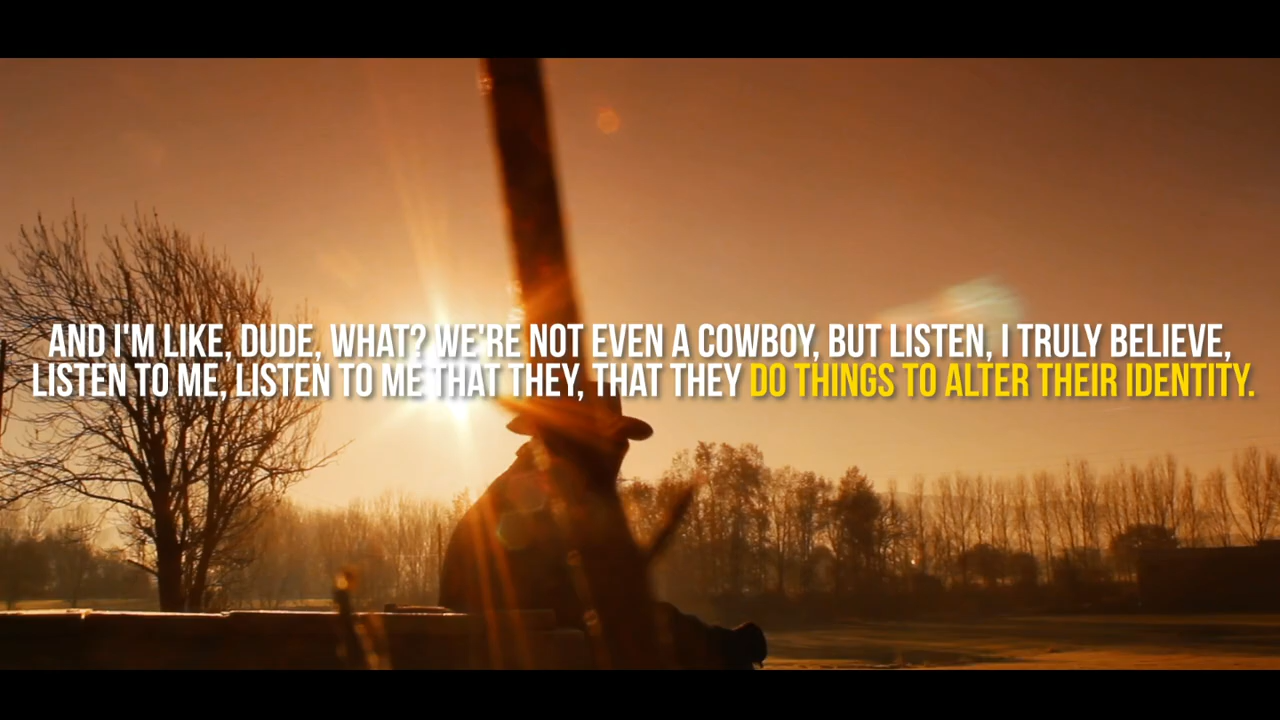 AND I'M LIKE, DUDE, WHAT? WE'RE NOT EVEN A COWBOY, BUT LISTEN, I TRULY BELIEVE,
LISTEN TO ME, LISTEN TO ME THAT THEY, THAT THEY DO THINGS TO ALTER THEIR IDENTITY.